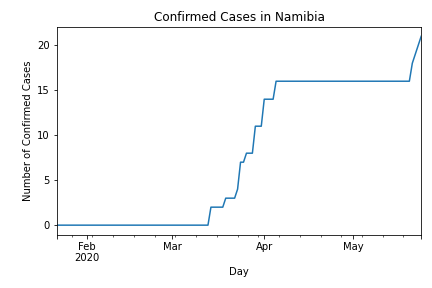 Confirmed Cases in Namibia
Number of Confirmed Cases
20
15
10
5
0
Feb
2020
Mar
Apr
May
Day